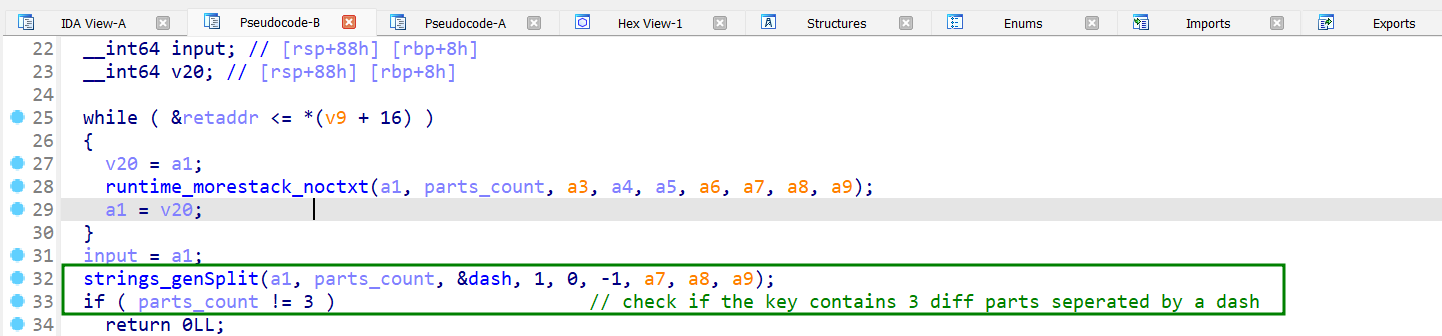 IDA View-A Pseudocode-B Pseudocode-A Hex View-1 Structures Enums Imports Exports
22 __int64 input; // [rsp+88h] [rbp+8h]
23 __int64 v20; // [rsp+88h] [rbp+8h]
24
25 while ( &retaddr <= *(v9 + 16) )
26 {
27 v20 = a1;
28 runtime_morestack_noctxt(a1, parts_count, a3, a4, a5, a6, a7, a8, a9);
29 a1 = v20;
30 }
31 input = a1;
32 strings_genSplit(a1, parts_count, &dash, 1, 0, -1, a7, a8, a9);
33 if ( parts_count != 3 ) // check if the key contains 3 diff parts seperated by a dash
34 return 0LL;